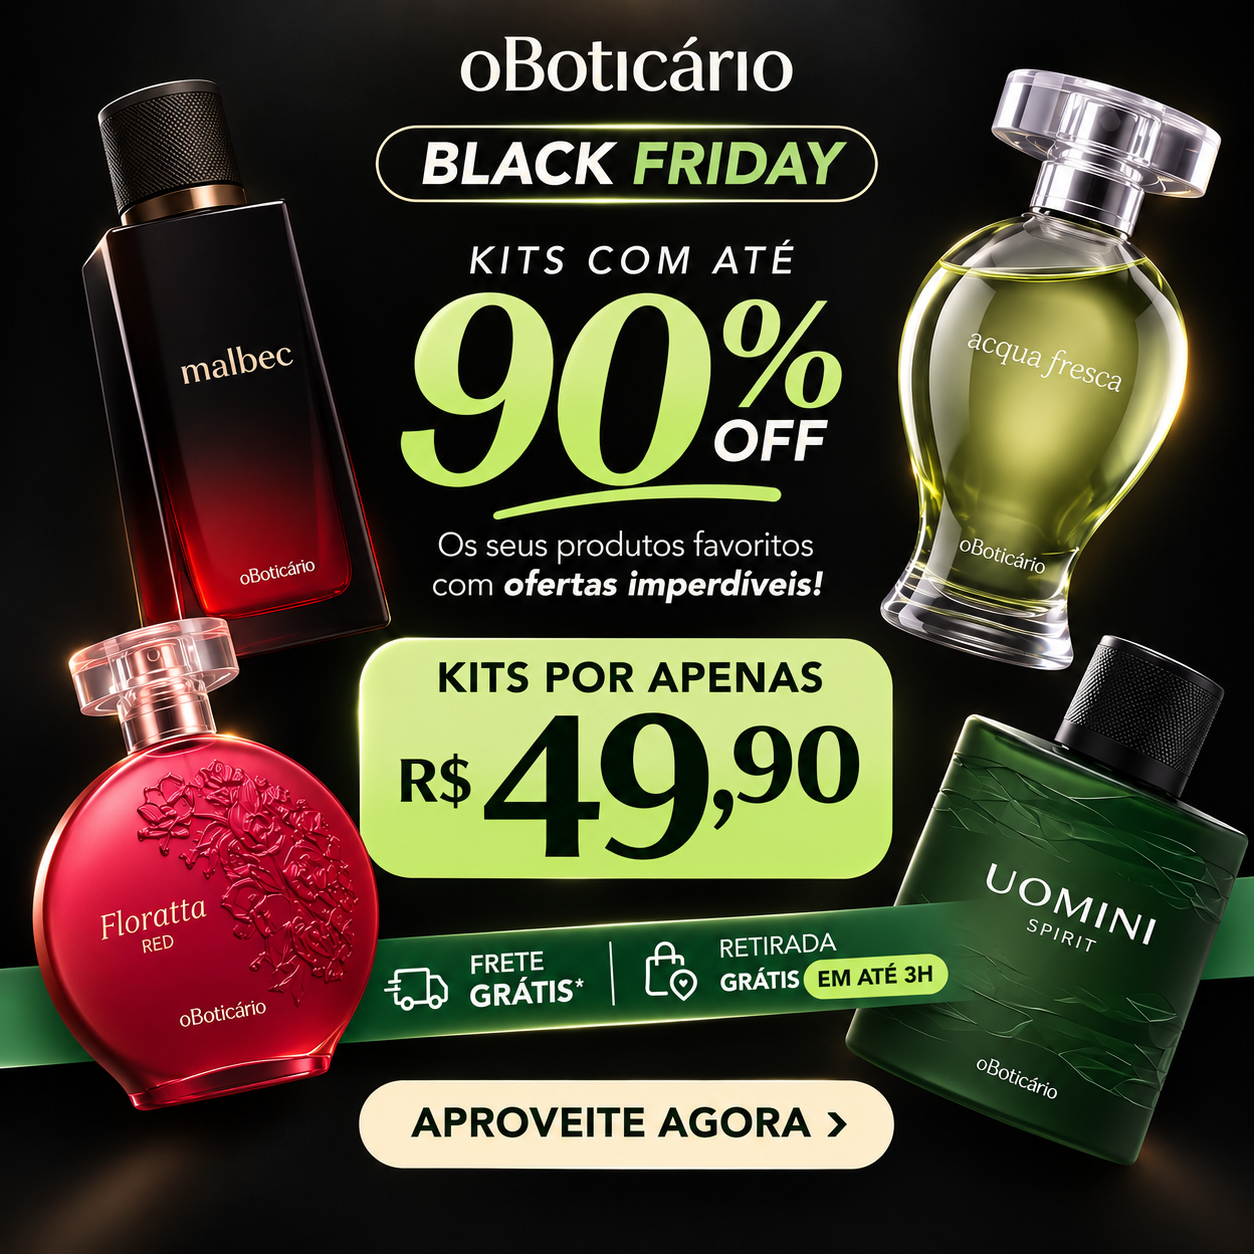 oBoticário
BLACK FRIDAY
KITS COM ATÉ
90%
OFF
Os seus produtos favoritos
com ofertas imperdíveis!
KITS POR APENAS
R$ 49,90
FRETE
GRÁTIS*
RETIRADA
GRÁTIS EM ATÉ 3H
APROVEITE AGORA >
malbec
oBoticário
acqua fresca
oBoticário
Floratta
RED
oBoticário
UOMINI
SPIRIT
oBoticário